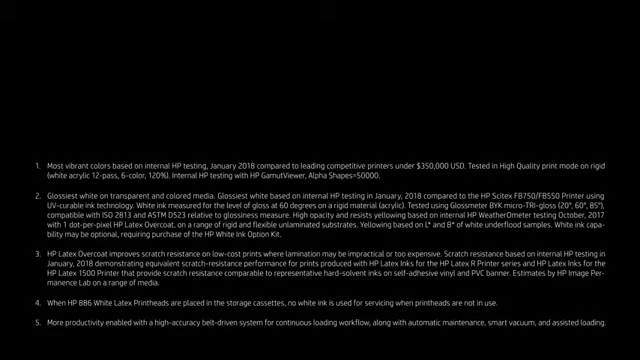 1. Most vibrant colors based on internal HP testing, January 2018 compared to leading competitive printers under $350,000 USD. Tested in High Quality print mode on rigid
(white acrylic 12-pass, 6-color, 120%). Internal HP testing with HP GamutViewer, Alpha Shapes=50000.
2. Glossiest white on transparent and colored media. Glossiest white based on internal HP testing in January, 2018 compared to the HP Scitex FB750/FB550 Printer using
UV-curable ink technology. White ink measured for the level of gloss at 60 degrees on a rigid material (acrylic). Tested using Glossmeter BYK micro-TRI-gloss (20°, 60°, 85°),
compatible with ISO 2813 and ASTM D523 relative to glossiness measure. High opacity and resists yellowing based on internal HP WeatherOmeter testing October, 2017
with 1 dot-per-pixel HP Latex Overcoat, on a range of rigid and flexible unlaminated substrates. Yellowing based on L* and B* of white underflood samples. White ink capa-
bility may be optional, requiring purchase of the HP White Ink Option Kit.
3. HP Latex Overcoat improves scratch resistance on low-cost prints where lamination may be impractical or too expensive. Scratch resistance based on internal HP testing in
January, 2018 demonstrating equivalent scratch-resistance performance for prints produced with HP Latex Inks for the HP Latex R Printer series and HP Latex Inks for the
HP Latex 1500 Printer that provide scratch resistance comparable to representative hard-solvent inks on self-adhesive vinyl and PVC banner. Estimates by HP Image Per-
manence Lab on a range of media.
4. When HP 886 White Latex Printheads are placed in the storage cassettes, no white ink is used for servicing when printheads are not in use.
5. More productivity enabled with a high-accuracy belt-driven system for continuous loading workflow, along with automatic maintenance, smart vacuum, and assisted loading.